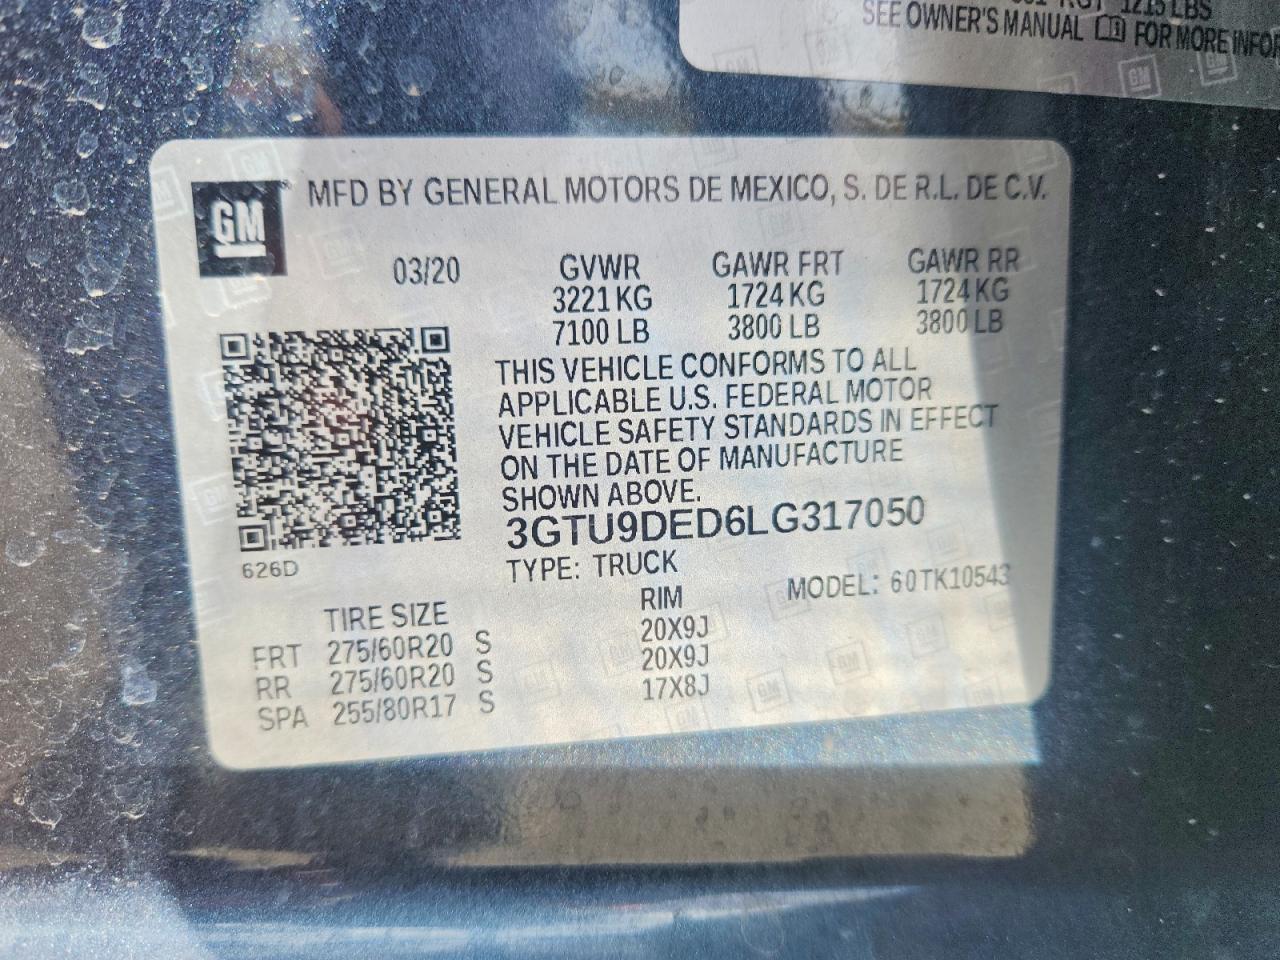 1215 LBS
SEE OWNER'S MANUAL FOR MORE
GM
MFD BY GENERAL MOTORS DE MEXICO, S. DE R.L. DE C.V.
03/20 GVWR GAWR FRT GAWR RR
3221 KG 1724 KG 1724 KG
7100 LB 3800 LB 3800 LB
THIS VEHICLE CONFORMS TO ALL
APPLICABLE U.S. FEDERAL MOTOR
VEHICLE SAFETY STANDARDS IN EFFECT
ON THE DATE OF MANUFACTURE
SHOWN ABOVE.
3GTU9DED6LG317050
626D
TYPE: TRUCK
MODEL: 60TK10543
TIRE SIZE RIM
FRT 275/60R20 S 20X9J
RR 275/60R20 S 20X9J
SPA 255/80R17 S 17X8J